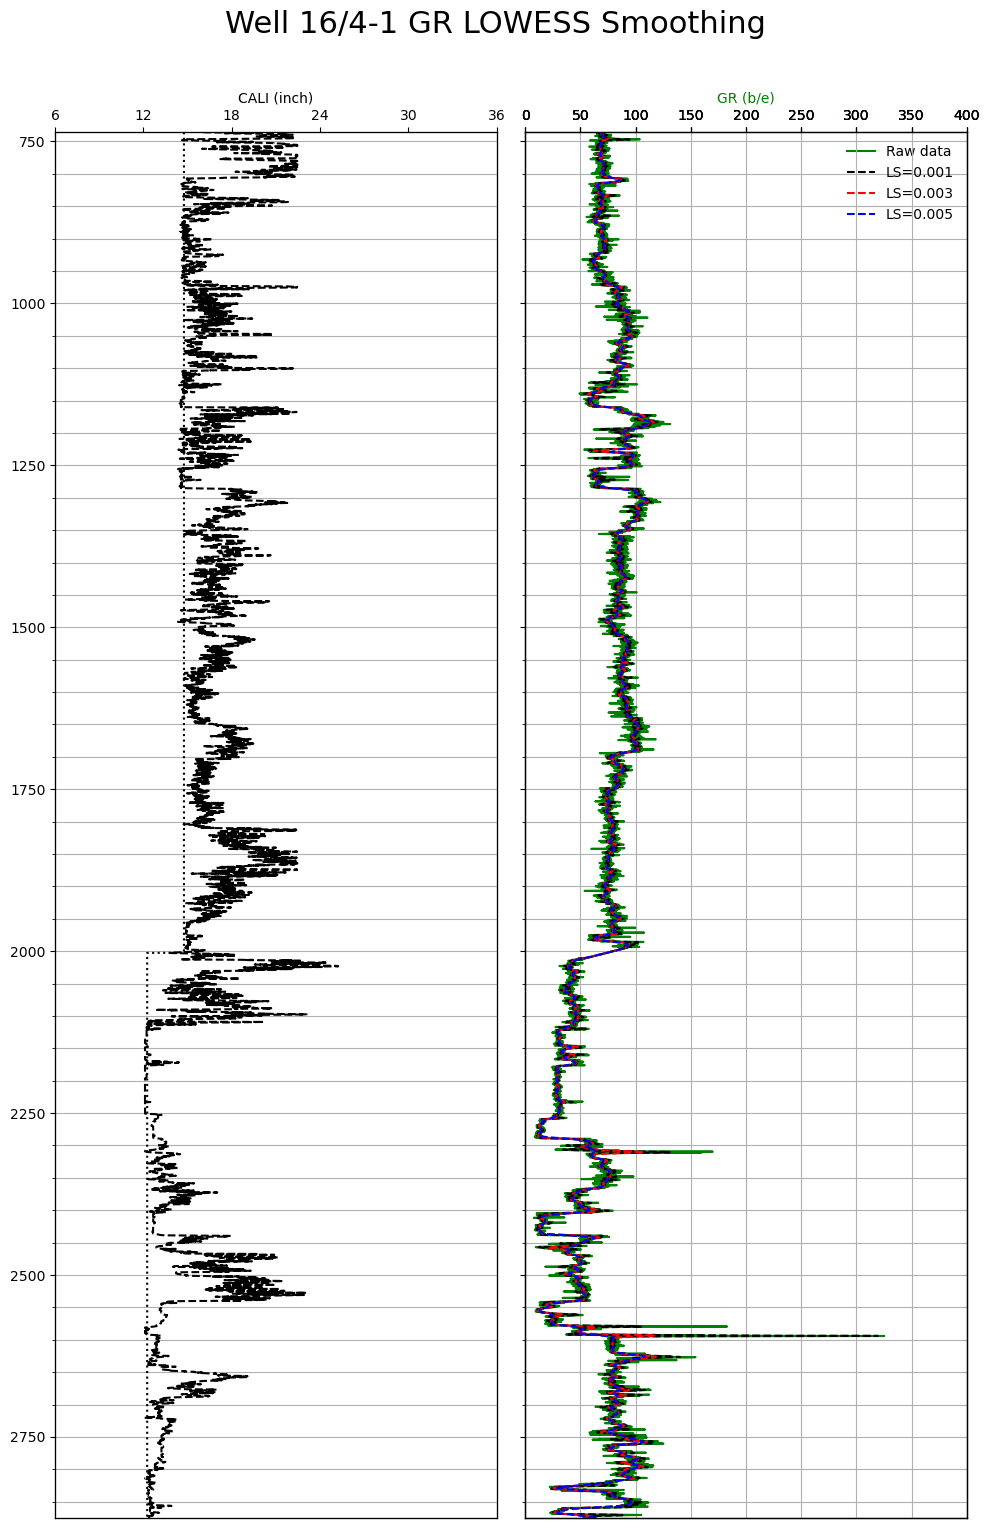 Well 16/4-1 GR LOWESS Smoothing
CALI (inch)
GR (b/e)
6 12 18 24 30 36
0 50 100 150 200 250 300 350 400
Raw data
LS=0.001
LS=0.003
LS=0.005
750
1000
1250
1500
1750
2000
2250
2500
2750